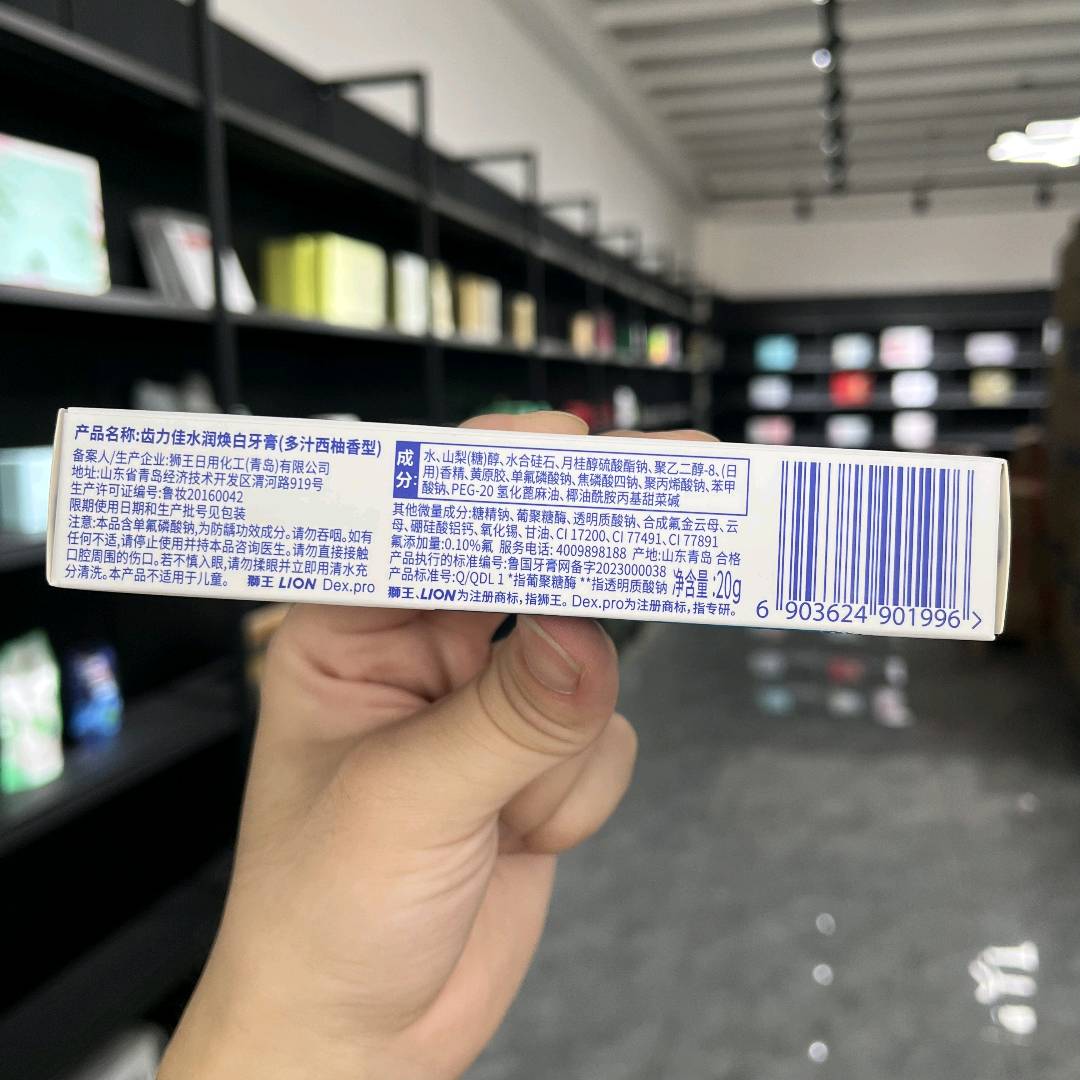 产品名称:齿力佳水润焕白牙膏(多汁西柚香型)
备案人/生产企业:狮王日用化工(青岛)有限公司
地址:山东省青岛经济技术开发区渭河路919号
生产许可证编号:鲁妆20160042
限期使用日期和生产批号见包装
注意:本品含单氟磷酸钠,为防龋功效成分。请勿吞咽。如有
任何不适,请停止使用并持本品咨询医生。请勿直接接触
口腔周围的伤口。若不慎入眼,请勿揉眼并立即用清水充
分清洗。本产品不适用于儿童。 獅王 LION Dex.pro
成分:
水、山梨(糖)醇、水合硅石、月桂醇硫酸酯钠、聚乙二醇-8、(日
用)香精、黄原胶、单氟磷酸钠、焦磷酸四钠、聚丙烯酸钠、苯甲
酸钠、PEG-20 氢化蓖麻油、椰油酰胺丙基甜菜碱
其他微量成分:糖精钠、葡聚糖酶、透明质酸钠、合成氟金云母、云
母、硼硅酸铝钙、氧化锡、甘油、CI 17200、CI 77491、CI 77891
氟添加量:0.10%氟 服务电话:4009898188 产地:山东青岛 合格
产品执行的标准编号:鲁国牙膏网备字2023000038
产品标准号:Q/QDL 1 *指葡聚糖酶 **指透明质酸钠
净含量:20g
獅王、LION为注册商标,指狮王。Dex.pro为注册商标,指专研。
6 903624 901996 >